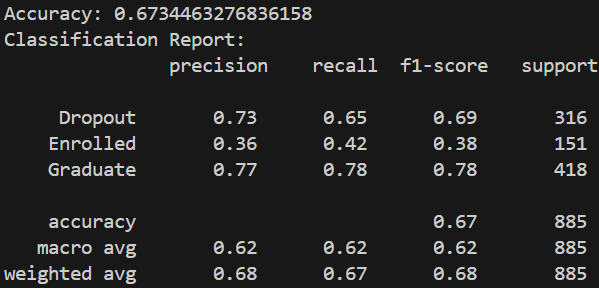 Accuracy: 0.6734463276836158
Classification Report:
precision recall f1-score support
Dropout 0.73 0.65 0.69 316
Enrolled 0.36 0.42 0.38 151
Graduate 0.77 0.78 0.78 418
accuracy 0.67 885
macro avg 0.62 0.62 0.62 885
weighted avg 0.68 0.67 0.68 885